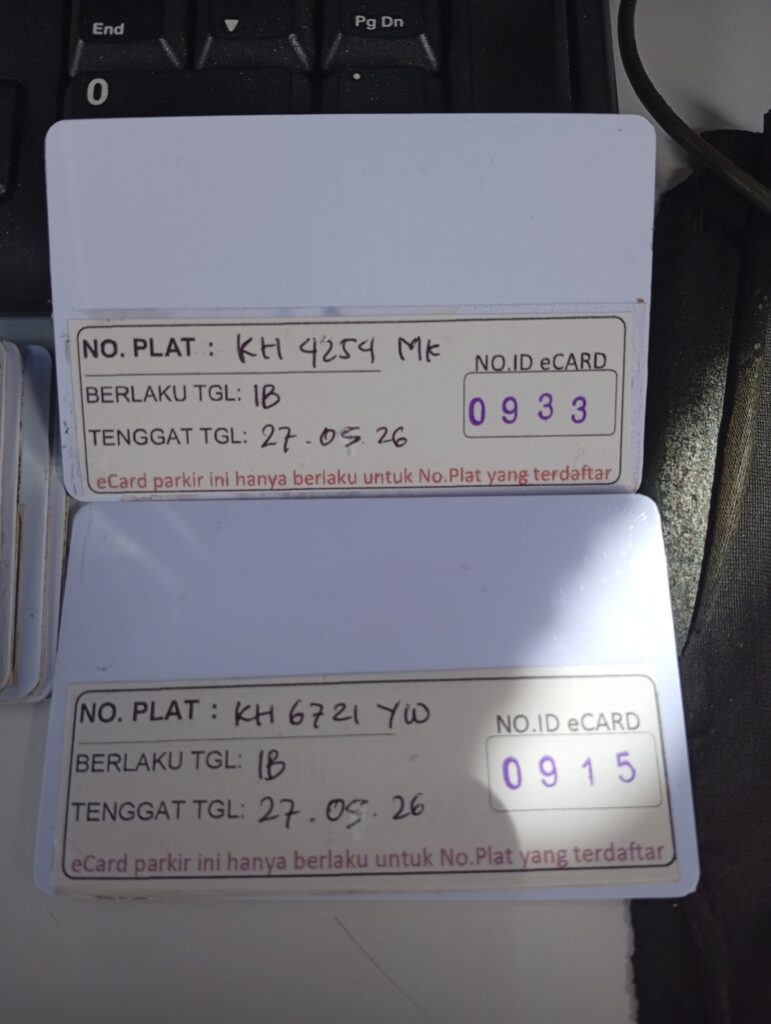 End
Pg Dn
0
.
NO. PLAT : KH 4254 MK
NO.ID eCARD
BERLAKU TGL: 1B
0933
TENGGAT TGL: 27.05.26
eCard parkir ini hanya berlaku untuk No.Plat yang terdaftar
NO. PLAT : KH 6721 YW
NO.ID eCARD
BERLAKU TGL: 1B
0915
TENGGAT TGL: 27.05.26
eCard parkir ini hanya berlaku untuk No.Plat yang terdaftar